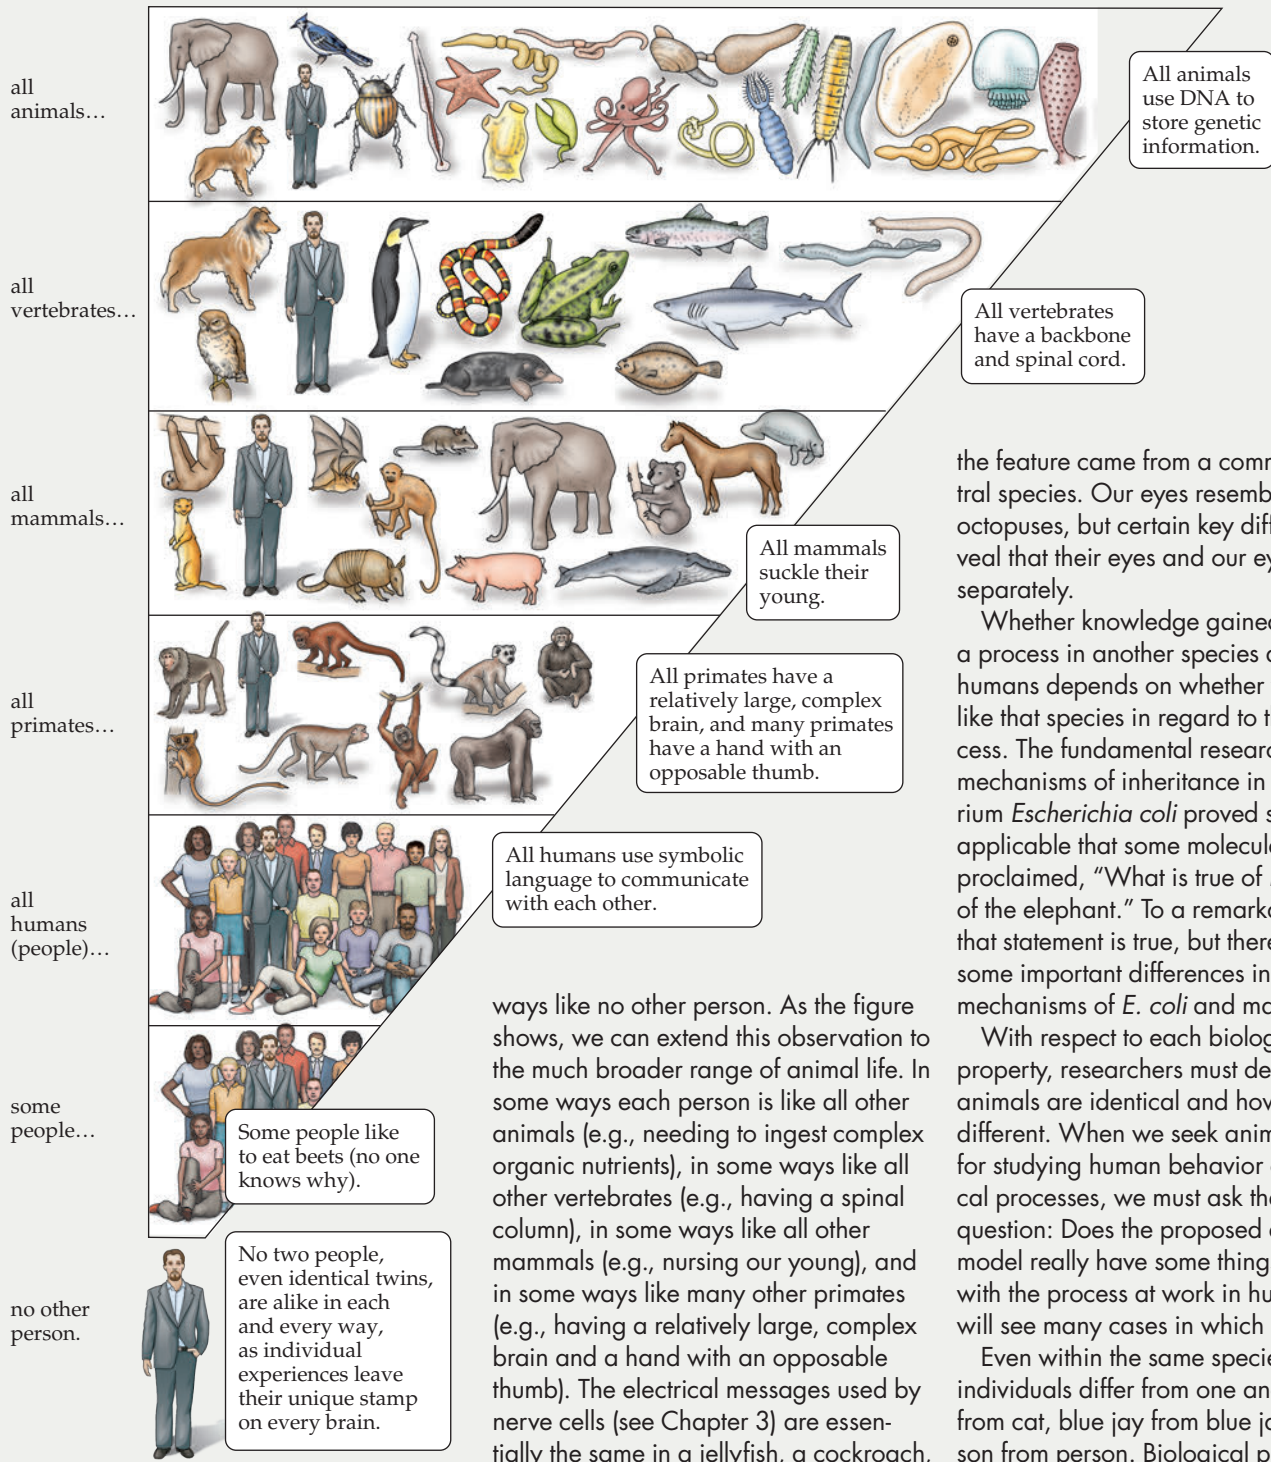 all
animals…
All animals
use DNA to
store genetic
information.
all
vertebrates…
All vertebrates
have a backbone
and spinal cord.
all
mammals…
All mammals
suckle their
young.
all
primates…
All primates have a
relatively large, complex
brain, and many primates
have a hand with an
opposable thumb.
all
humans
(people)…
All humans use symbolic
language to communicate
with each other.
some
people…
Some people like
to eat beets (no one
knows why).
no other
person.
No two people,
even identical twins,
are alike in each
and every way,
as individual
experiences leave
their unique stamp
on every brain.
ways like no other person. As the figure
shows, we can extend this observation to
the much broader range of animal life. In
some ways each person is like all other
animals (e.g., needing to ingest complex
organic nutrients), in some ways like all
other vertebrates (e.g., having a spinal
column), in some ways like all other
mammals (e.g., nursing our young), and
in some ways like many other primates
(e.g., having a relatively large, complex
brain and a hand with an opposable
thumb). The electrical messages used by
nerve cells (see Chapter 3) are essen-
tially the same in a jellyfish, a cockroach,
the feature came from a comm
tral species. Our eyes resemb
octopuses, but certain key diff
veal that their eyes and our ey
separately.
Whether knowledge gained
a process in another species a
humans depends on whether
like that species in regard to t
cess. The fundamental researc
mechanisms of inheritance in
rium Escherichia coli proved s
applicable that some molecul
proclaimed, “What is true of
of the elephant.” To a remarka
that statement is true, but there
some important differences in
mechanisms of E. coli and ma
With respect to each biolog
property, researchers must de
animals are identical and hov
different. When we seek anim
for studying human behavior
cal processes, we must ask the
question: Does the proposed
model really have some thing
with the process at work in hu
will see many cases in which
Even within the same specie
individuals differ from one an
from cat, blue jay from blue ja
son from person. Biological p